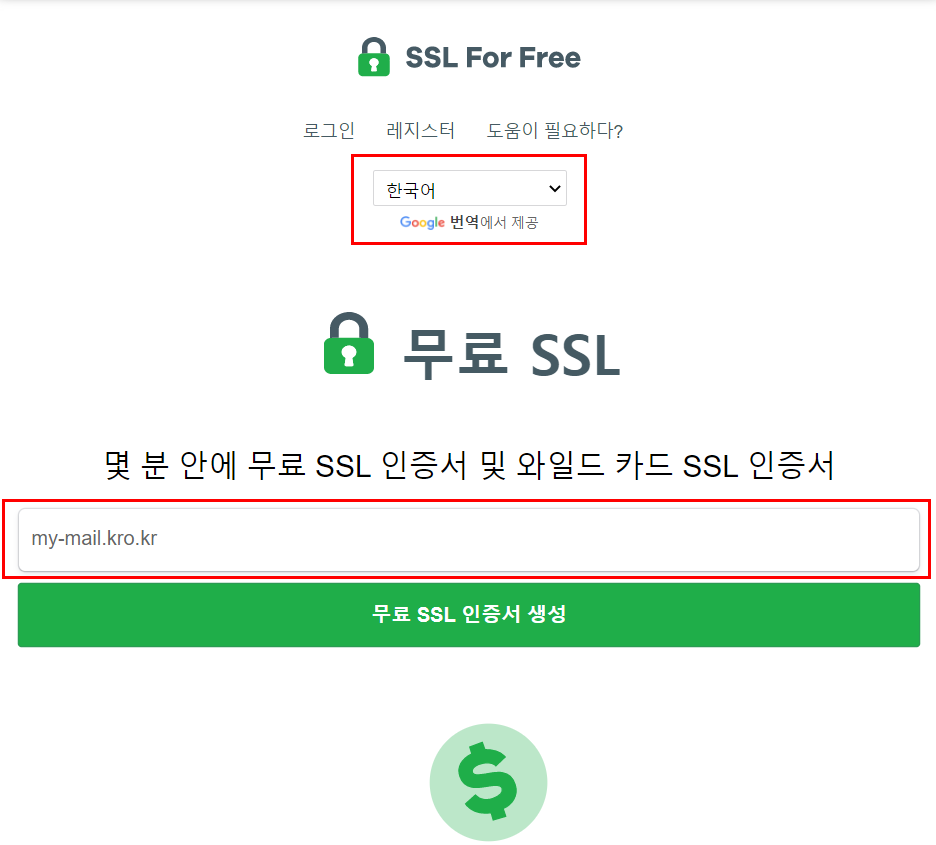 SSL For Free
로그인 레지스터 도움이 필요하다?
한국어
Google 번역에서 제공
무료 SSL
몇 분 안에 무료 SSL 인증서 및 와일드 카드 SSL 인증서
my-mail.kro.kr
무료 SSL 인증서 생성
$